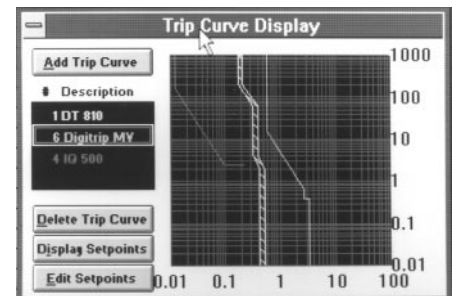 Trip Curve Display
Add Trip Curve
# Description
1 DT 810
6 Digitrip MV
4 IQ 500
Delete Trip Curve
Display Setpoints
Edit Setpoints
1000
100
10
1
0.1
0.01
0.01 0.1 1 10 100